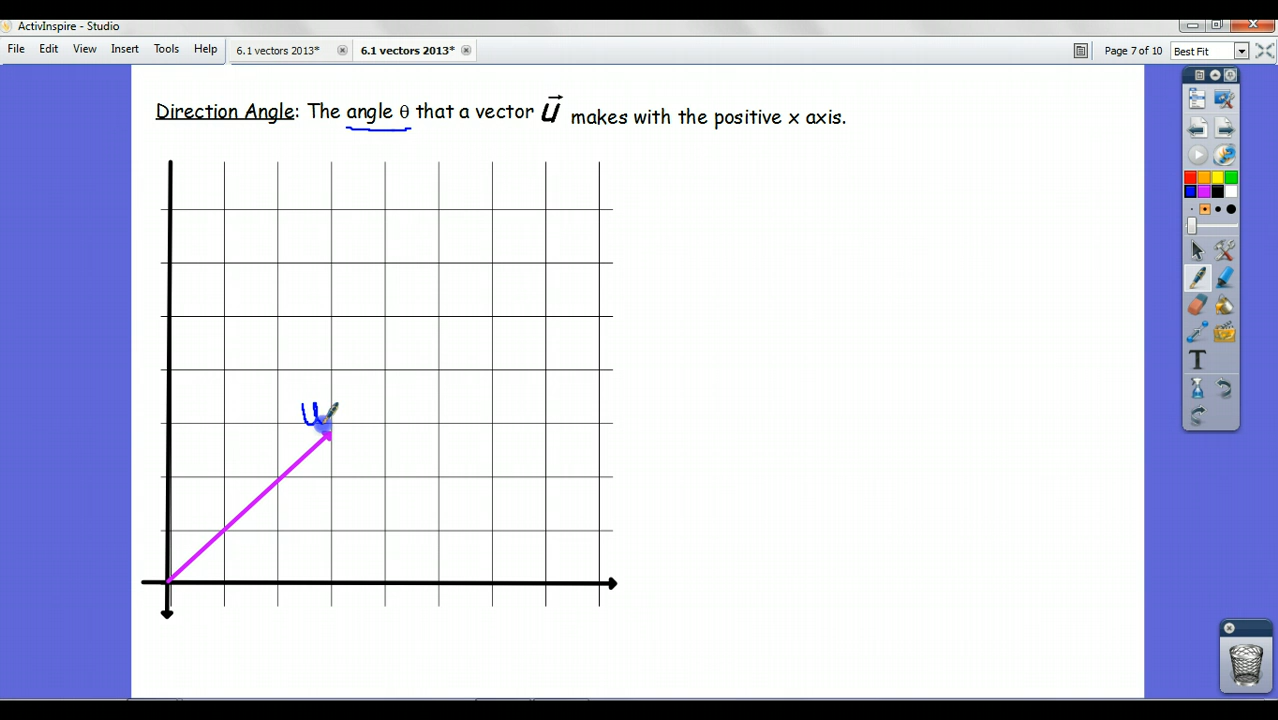 ActivInspire - Studio
File Edit View Insert Tools Help 6.1 vectors 2013* 6.1 vectors 2013* Page 7 of 10 Best Fit
Direction Angle: The angle θ that a vector u⃗ makes with the positive x axis.
u
T